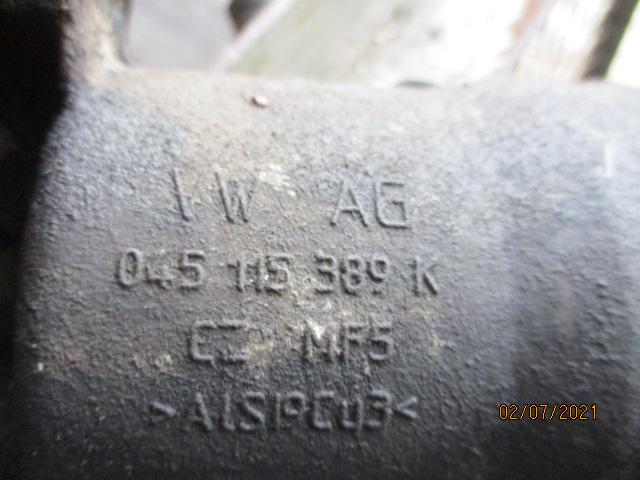 VW AG
045 115 389 K
CZ MF5
>AlSi9Cu3<
02/07/2021